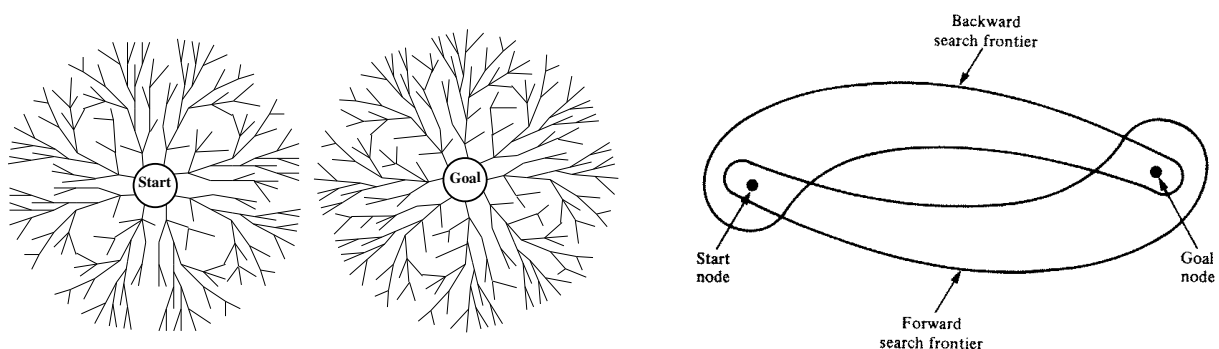 Start
Goal
Backward
search frontier
Start
node
Goal
node
Forward
search frontier